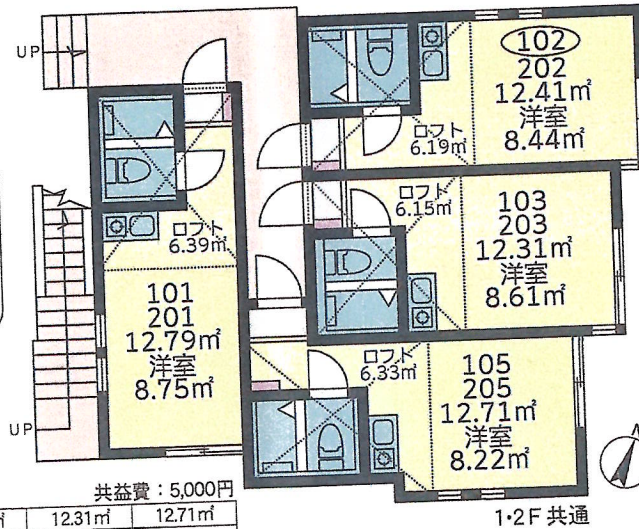 UP
102
202
12.41㎡
洋室
8.44㎡
ロフト
6.19㎡
ロフト
6.15㎡
103
203
12.31㎡
洋室
8.61㎡
ロフト
6.39㎡
101
201
12.79㎡
洋室
8.75㎡
ロフト
6.33㎡
105
205
12.71㎡
洋室
8.22㎡
UP
共益費：5,000円
㎡ 12.31㎡ 12.71㎡
1・2F 共通